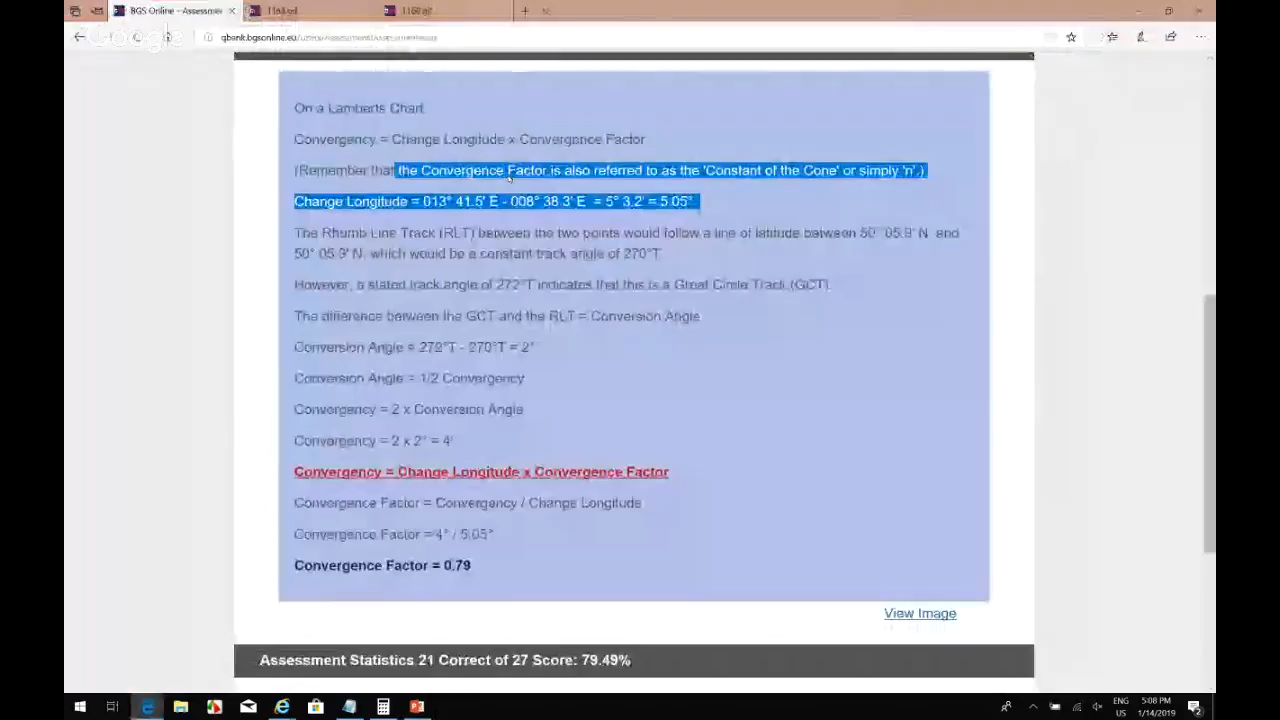 BGS Online - Assessmen
qbank.bgsonline.eu/
On a Lamberts Chart
Convergency = Change Longitude x Convergence Factor
(Remember that the Convergence Factor is also referred to as the 'Constant of the Cone' or simply 'n'.)
Change Longitude = 013° 41.5' E - 008° 38.3' E = 5° 3.2' = 5.05°
The Rhumb Line Track (RLT) between the two points would follow a line of latitude between 50° 05.9' N and
50° 05.9' N, which would be a constant track angle of 270°T
However, a stated track angle of 272°T indicates that this is a Great Circle Track (GCT).
The difference between the GCT and the RLT = Conversion Angle
Conversion Angle = 272°T - 270°T = 2°
Conversion Angle = 1/2 Convergency
Convergency = 2 x Conversion Angle
Convergency = 2 x 2° = 4°
Convergency = Change Longitude x Convergence Factor
Convergence Factor = Convergency / Change Longitude
Convergence Factor = 4° / 5.05°
Convergence Factor = 0.79
View Image
Assessment Statistics 21 Correct of 27 Score: 79.49%
ENG 5:08 PM
US 1/14/2019